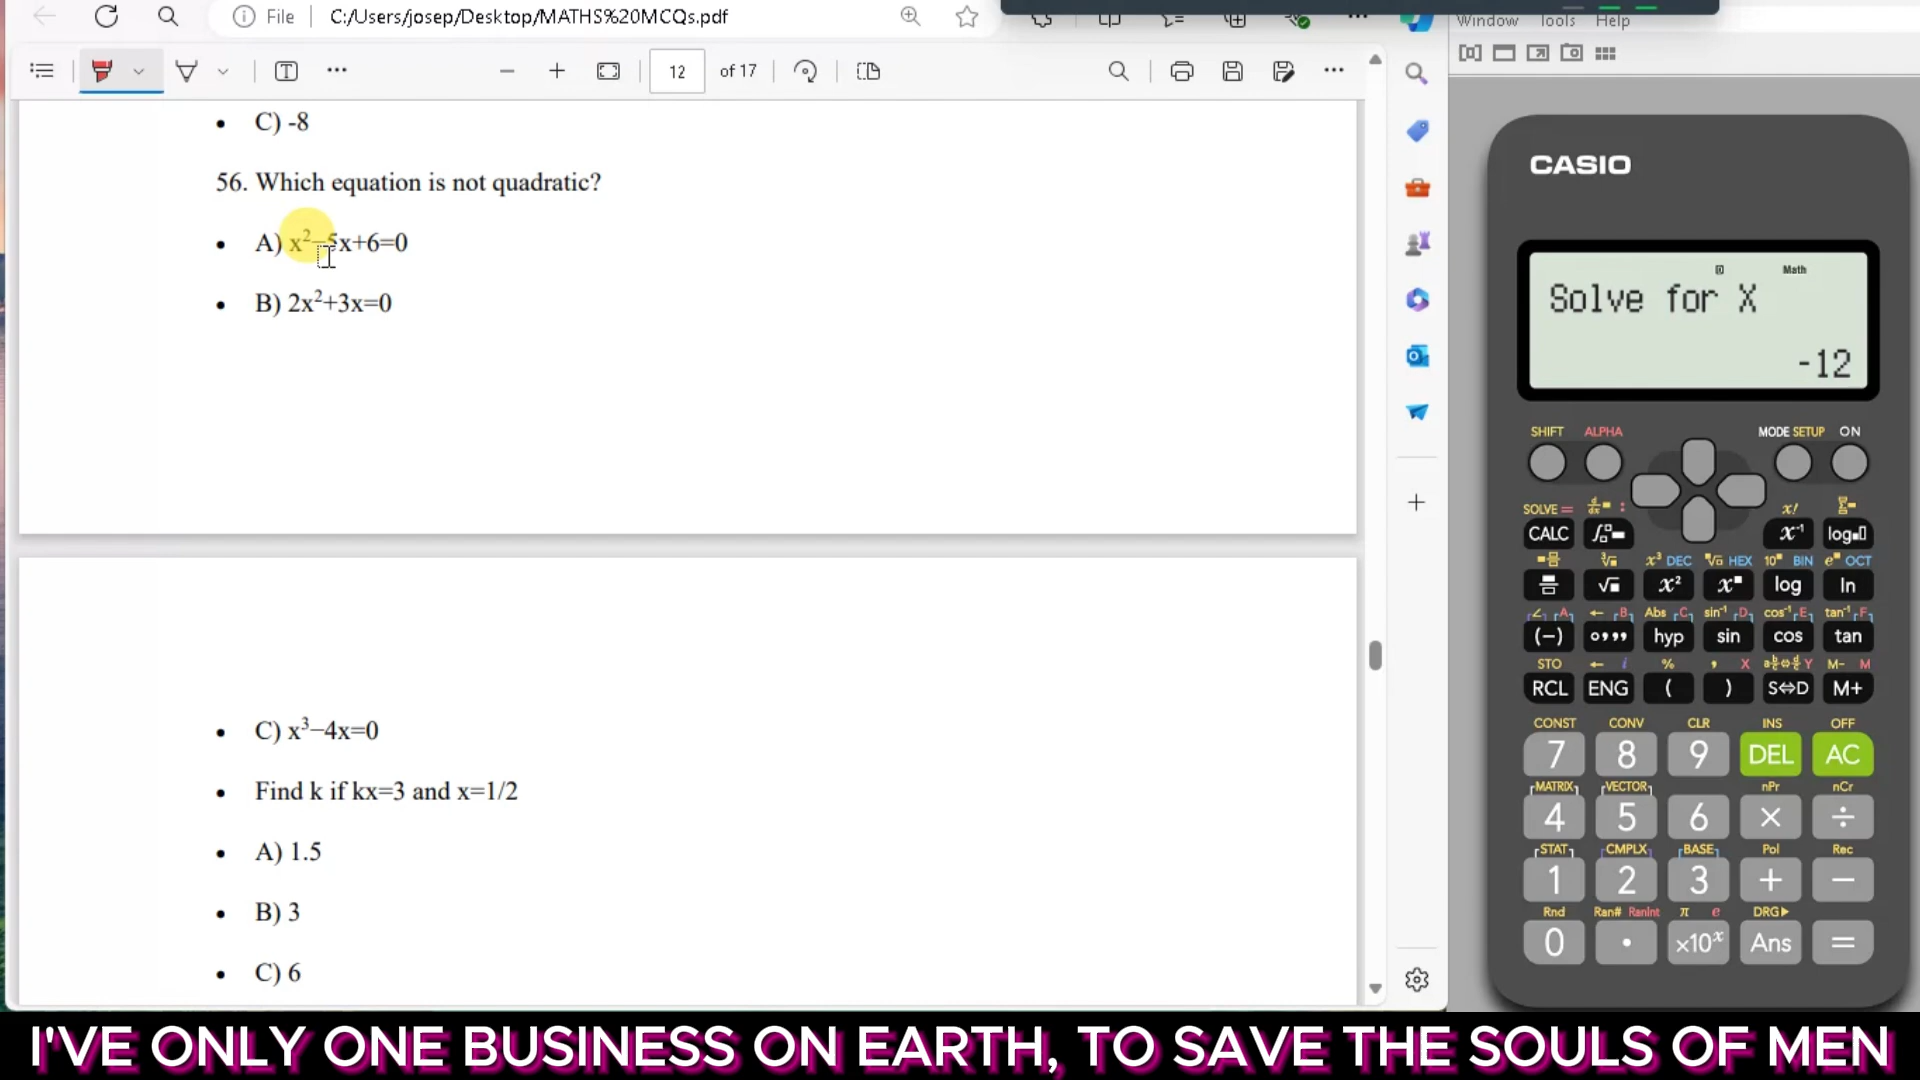 File C:/Users/josep/Desktop/MATHS%20MCQs.pdf
Window Tools Help
12 of 17
• C) -8
56. Which equation is not quadratic?
• A) x²−5x+6=0
• B) 2x²+3x=0
• C) x³−4x=0
• Find k if kx=3 and x=1/2
• A) 1.5
• B) 3
• C) 6
CASIO
D Math
Solve for X
-12
SHIFT ALPHA MODE SETUP ON
SOLVE = d/dx : x! Σ
CALC ∫ x⁻¹ log
∛ x³ DEC √ HEX 10 BIN e OCT
√ x² x log ln
∠ A ← B Abs C sin⁻¹ D cos⁻¹ E tan⁻¹ F
(−) °,,, hyp sin cos tan
STO ← i % , X a b/c⇔d/c Y M- M
RCL ENG ( ) S⇔D M+
CONST CONV CLR INS OFF
7 8 9 DEL AC
MATRIX VECTOR nPr nCr
4 5 6 × ÷
STAT CMPLX BASE Pol Rec
1 2 3 + −
Rnd Ran# RanInt π e DRG▶
0 • ×10ˣ Ans =
I'VE ONLY ONE BUSINESS ON EARTH, TO SAVE THE SOULS OF MEN